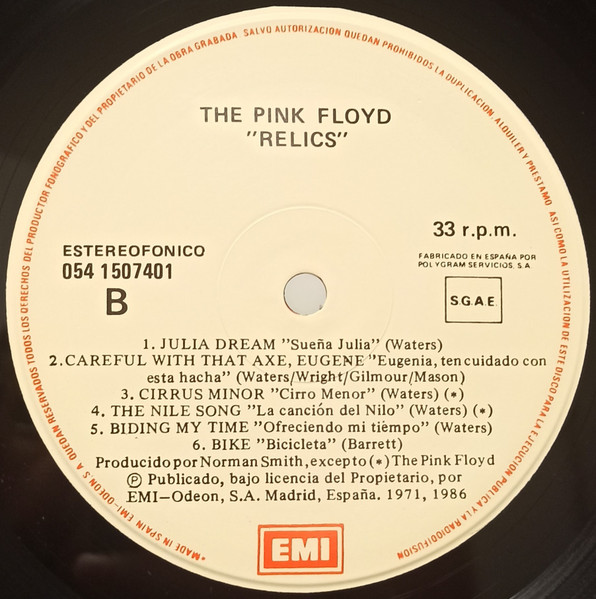 RESERVADOS TODOS LOS DERECHOS DEL PRODUCTOR FONOGRAFICO Y DEL PROPIETARIO DE LA OBRA GRABADA SALVO AUTORIZACION QUEDAN PROHIBIDOS LA DUPLICACION, ALQUILER Y PRESTAMO ASI COMO LA UTILIZACION DE ESTE DISCO PARA LA EJECUCION PUBLICA Y LA RADIODIFUSION
THE PINK FLOYD
"RELICS"
33 r.p.m.
ESTEREOFONICO
054 1507401
B
FABRICADO EN ESPAÑA POR
POLYGRAM SERVICIOS, S.A.
S.G.A.E.
1. JULIA DREAM "Sueña Julia" (Waters)
2.CAREFUL WITH THAT AXE, EUGENE "Eugenia, ten cuidado con
esta hacha" (Waters/Wright/Gilmour/Mason)
3. CIRRUS MINOR "Cirro Menor" (Waters) (*)
4. THE NILE SONG "La canción del Nilo" (Waters) (*)
5. BIDING MY TIME "Ofreciendo mi tiempo" (Waters)
6. BIKE "Bicicleta" (Barrett)
Producido por Norman Smith, excepto (*) The Pink Floyd
Ⓟ Publicado, bajo licencia del Propietario, por
EMI-Odeon, S.A. Madrid, España. 1971, 1986
EMI
*MADE IN SPAIN EMI-ODEON S A QUEDAN